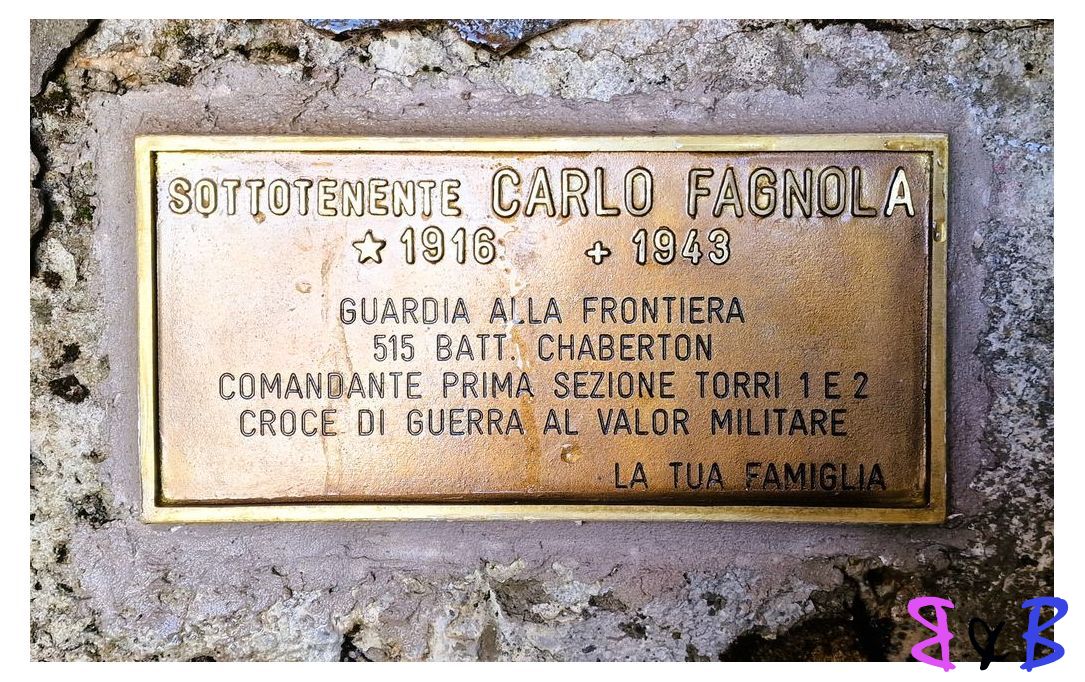 SOTTOTENENTE CARLO FAGNOLA
☆ 1916 + 1943
GUARDIA ALLA FRONTIERA
515 BATT. CHABERTON
COMANDANTE PRIMA SEZIONE TORRI 1 E 2
CROCE DI GUERRA AL VALOR MILITARE
LA TUA FAMIGLIA
B & B